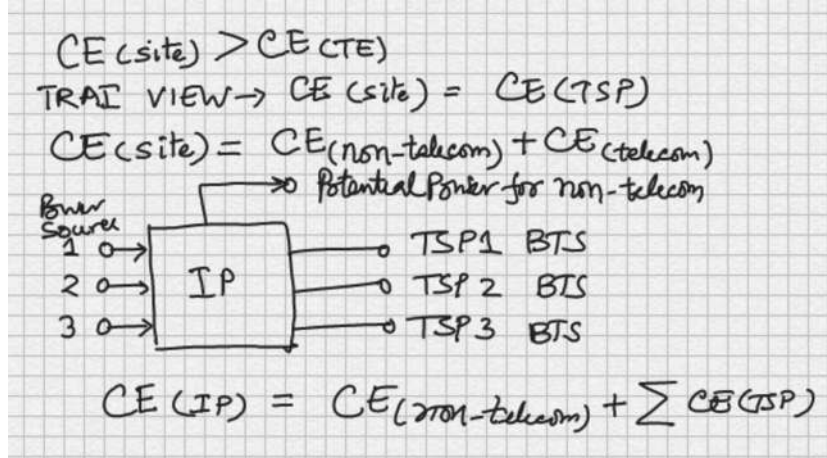 CE (site) > CE (TE)
TRAI VIEW → CE (site) = CE (TSP)
CE (site) = CE (non-telecom) + CE (telecom)
Potential Power for non-telecom
Power
Source
1
IP
TSP1 BTS
2
TSP 2 BTS
3
TSP 3 BTS
CE (IP) = CE (non-telecom) + ∑ CE (TSP)